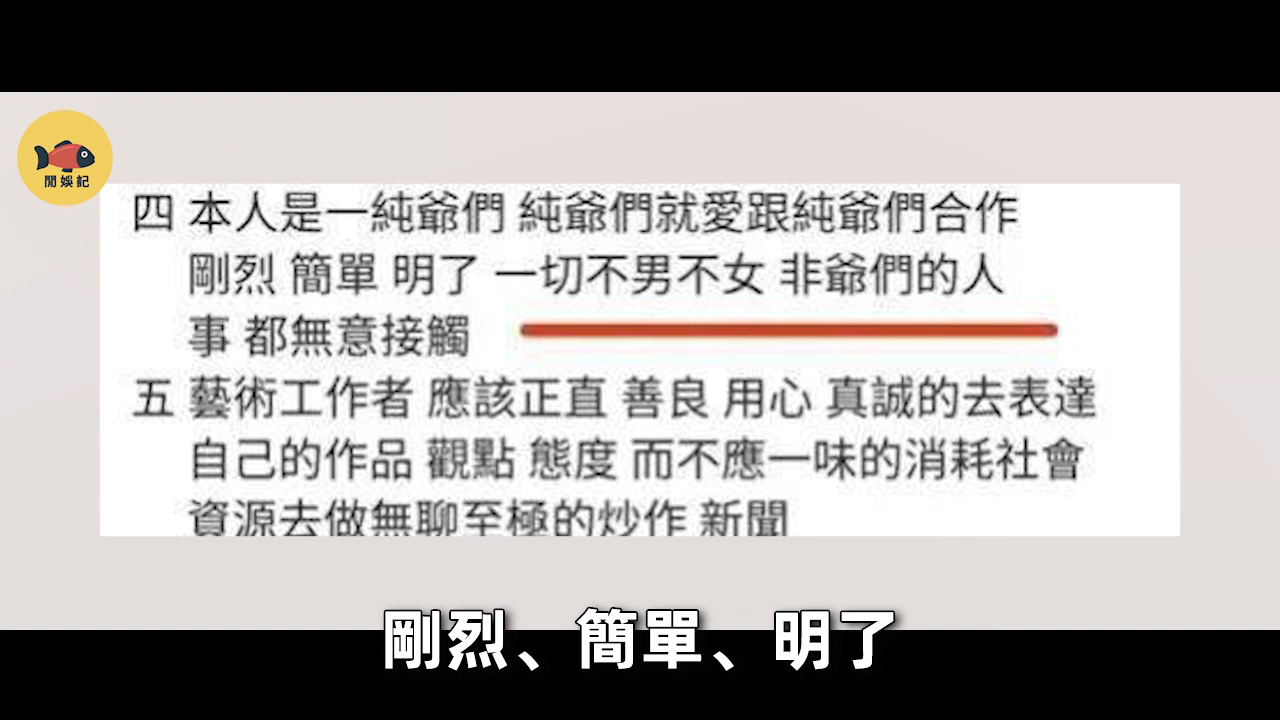 閒娛記
四 本人是一純爺們 純爺們就愛跟純爺們合作
剛烈 簡單 明了 一切不男不女 非爺們的人
事 都無意接觸
五 藝術工作者 應該正直 善良 用心 真誠的去表達
自己的作品 觀點 態度 而不應一味的消耗社會
資源去做無聊至極的炒作 新聞
剛烈、簡單、明了